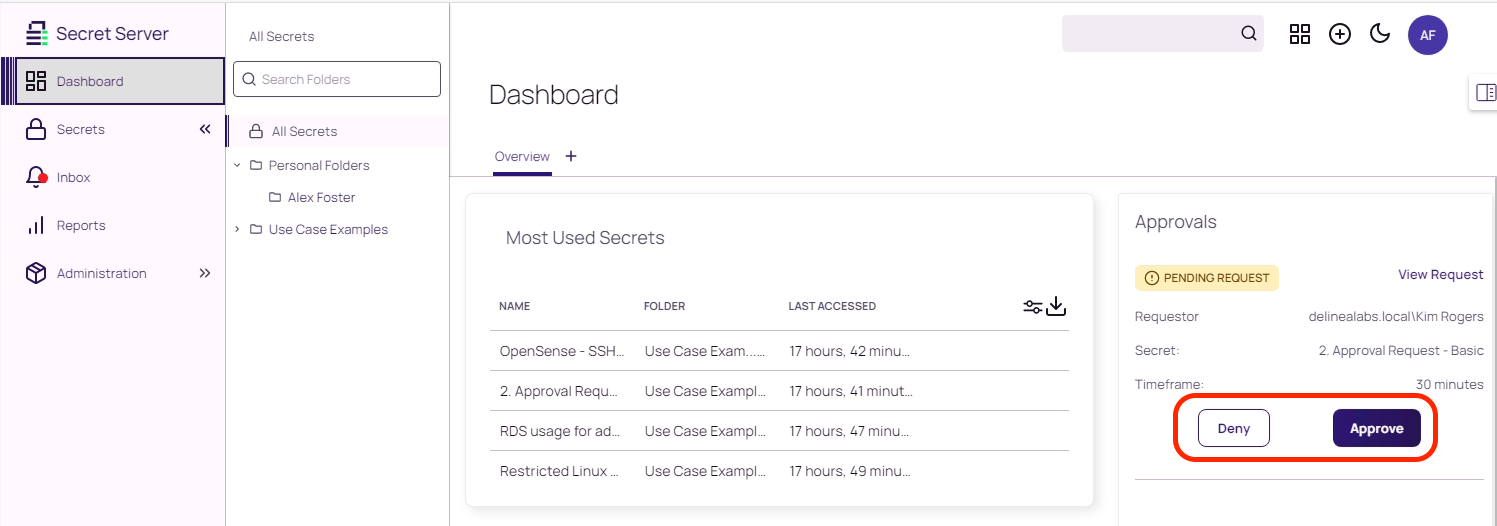 Secret Server
Dashboard
Secrets
Inbox
Reports
Administration
All Secrets
Search Folders
All Secrets
Personal Folders
Alex Foster
Use Case Examples
AF
Dashboard
Overview
Most Used Secrets
NAME FOLDER LAST ACCESSED
OpenSense - SSH... Use Case Exam...... 17 hours, 42 minu...
2. Approval Requ... Use Case Exampl... 17 hours, 41 minut...
RDS usage for ad... Use Case Exampl... 17 hours, 47 minu...
Restricted Linux ... Use Case Exampl... 17 hours, 49 minu...
Approvals
PENDING REQUEST View Request
Requestor delinealabs.local\Kim Rogers
Secret: 2. Approval Request - Basic
Timeframe: 30 minutes
Deny Approve